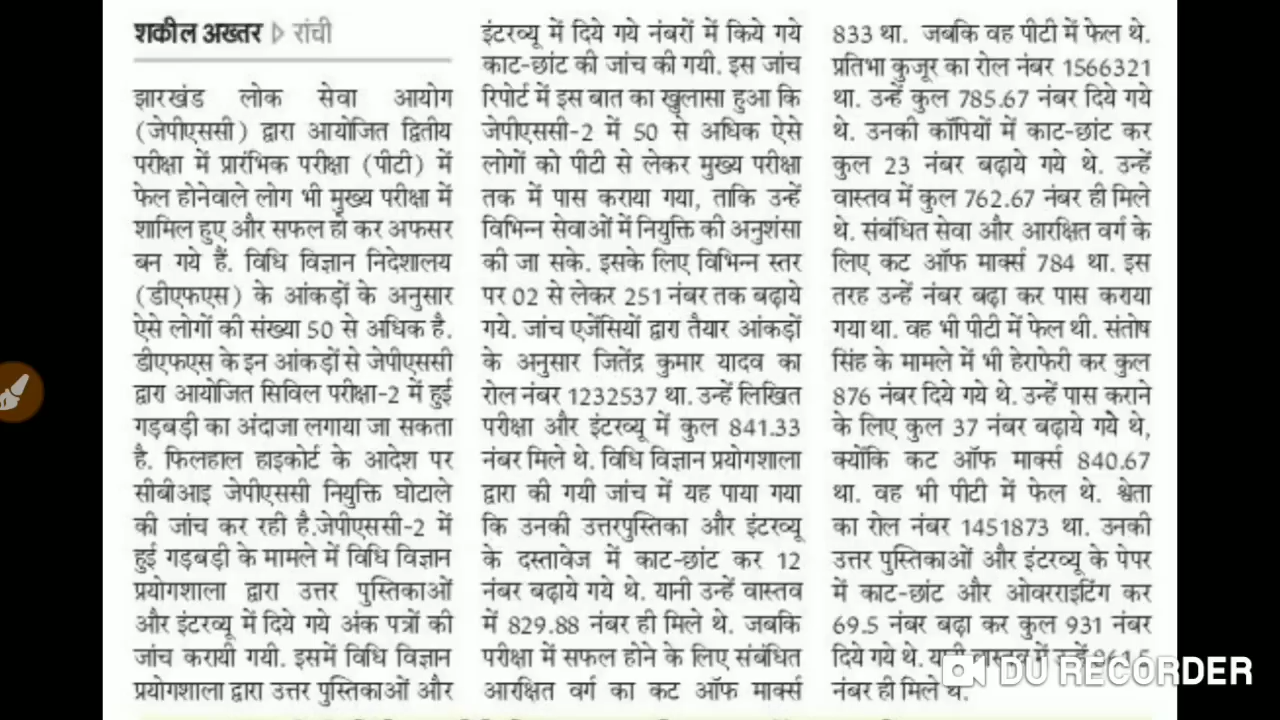 शकील अख्तर ▷ रांची
झारखंड लोक सेवा आयोग
(जेपीएससी) द्वारा आयोजित द्वितीय
परीक्षा में प्रारंभिक परीक्षा (पीटी) में
फेल होनेवाले लोग भी मुख्य परीक्षा में
शामिल हुए और सफल हो कर अफसर
बन गये हैं. विधि विज्ञान निदेशालय
(डीएफएस) के आंकड़ों के अनुसार
ऐसे लोगों की संख्या 50 से अधिक है.
डीएफएस के इन आंकड़ों से जेपीएससी
द्वारा आयोजित सिविल परीक्षा-2 में हुई
गड़बड़ी का अंदाजा लगाया जा सकता
है. फिलहाल हाइकोर्ट के आदेश पर
सीबीआइ जेपीएससी नियुक्ति घोटाले
की जांच कर रही है.जेपीएससी-2 में
हुई गड़बड़ी के मामले में विधि विज्ञान
प्रयोगशाला द्वारा उत्तर पुस्तिकाओं
और इंटरव्यू में दिये गये अंक पत्रों की
जांच करायी गयी. इसमें विधि विज्ञान
प्रयोगशाला द्वारा उत्तर पुस्तिकाओं और
इंटरव्यू में दिये गये नंबरों में किये गये
काट-छांट की जांच की गयी. इस जांच
रिपोर्ट में इस बात का खुलासा हुआ कि
जेपीएससी-2 में 50 से अधिक ऐसे
लोगों को पीटी से लेकर मुख्य परीक्षा
तक में पास कराया गया, ताकि उन्हें
विभिन्न सेवाओं में नियुक्ति की अनुशंसा
की जा सके. इसके लिए विभिन्न स्तर
पर 02 से लेकर 251 नंबर तक बढ़ाये
गये. जांच एजेंसियों द्वारा तैयार आंकड़ों
के अनुसार जितेंद्र कुमार यादव का
रोल नंबर 1232537 था. उन्हें लिखित
परीक्षा और इंटरव्यू में कुल 841.33
नंबर मिले थे. विधि विज्ञान प्रयोगशाला
द्वारा की गयी जांच में यह पाया गया
कि उनकी उत्तरपुस्तिका और इंटरव्यू
के दस्तावेज में काट-छांट कर 12
नंबर बढ़ाये गये थे. यानी उन्हें वास्तव
में 829.88 नंबर ही मिले थे. जबकि
परीक्षा में सफल होने के लिए संबंधित
आरक्षित वर्ग का कट ऑफ मार्क्स
833 था. जबकि वह पीटी में फेल थे.
प्रतिभा कुजूर का रोल नंबर 1566321
था. उन्हें कुल 785.67 नंबर दिये गये
थे. उनकी कॉपियों में काट-छांट कर
कुल 23 नंबर बढ़ाये गये थे. उन्हें
वास्तव में कुल 762.67 नंबर ही मिले
थे. संबंधित सेवा और आरक्षित वर्ग के
लिए कट ऑफ मार्क्स 784 था. इस
तरह उन्हें नंबर बढ़ा कर पास कराया
गया था. वह भी पीटी में फेल थी. संतोष
सिंह के मामले में भी हेराफेरी कर कुल
876 नंबर दिये गये थे. उन्हें पास कराने
के लिए कुल 37 नंबर बढ़ाये गये थे,
क्योंकि कट ऑफ मार्क्स 840.67
था. वह भी पीटी में फेल थे. श्वेता
का रोल नंबर 1451873 था. उनकी
उत्तर पुस्तिकाओं और इंटरव्यू के पेपर
में काट-छांट और ओवरराइटिंग कर
69.5 नंबर बढ़ा कर कुल 931 नंबर
दिये गये थे. यानी वास्तव में उन्हें
नंबर ही मिले थे.
DU RECORDER